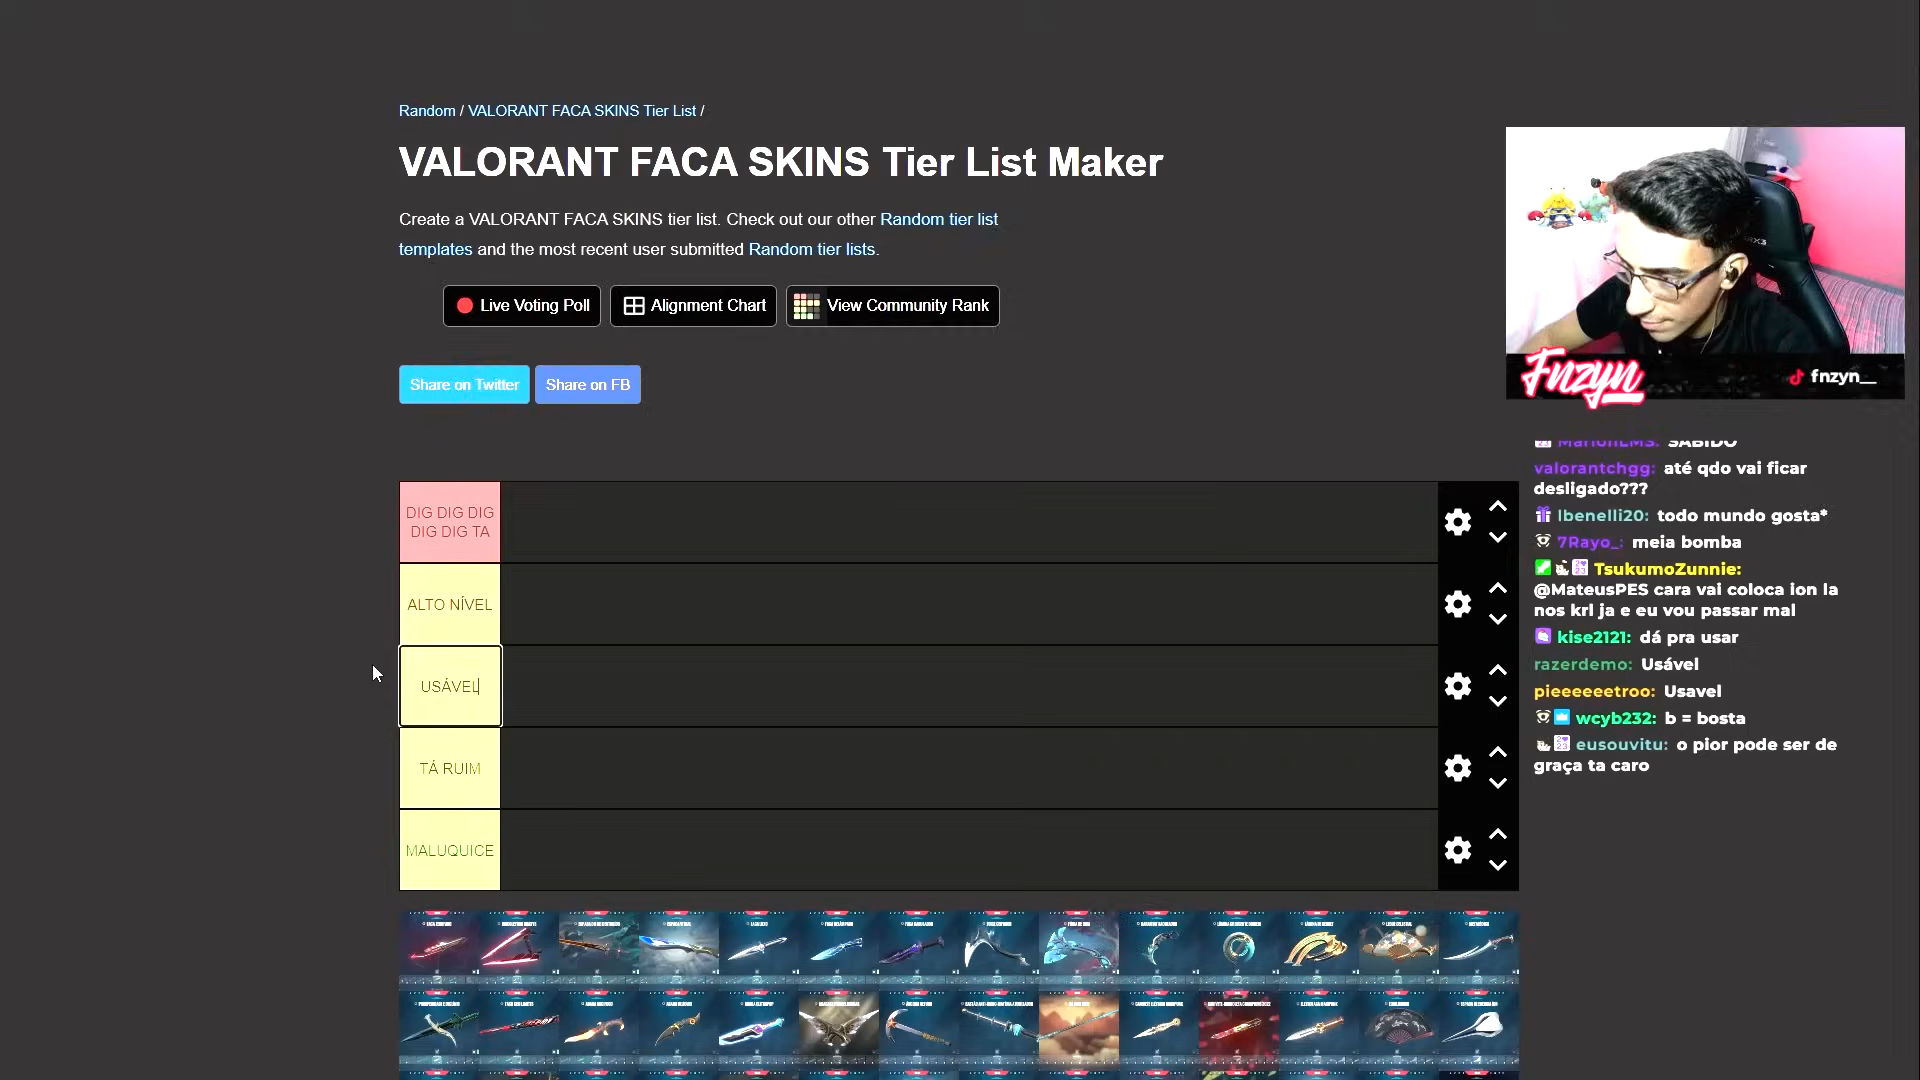 Random / VALORANT FACA SKINS Tier List /
VALORANT FACA SKINS Tier List Maker
Create a VALORANT FACA SKINS tier list. Check out our other Random tier list
templates and the most recent user submitted Random tier lists.
Live Voting Poll
Alignment Chart
View Community Rank
Share on Twitter
Share on FB
Fnzyn
fnzyn__
MarlonLMS: SABIDO
valorantchgg: até qdo vai ficar
desligado???
lbenelli20: todo mundo gosta*
7Rayo_: meia bomba
TsukumoZunnie:
@MateusPES cara vai coloca ion la
nos krl ja e eu vou passar mal
kise2121: dá pra usar
razerdemo: Usável
pieeeeeetroo: Usavel
wcyb232: b = bosta
eusouvitu: o pior pode ser de
graça ta caro
DIG DIG DIG
DIG DIG TA
ALTO NÍVEL
USÁVEL
TÁ RUIM
MALUQUICE